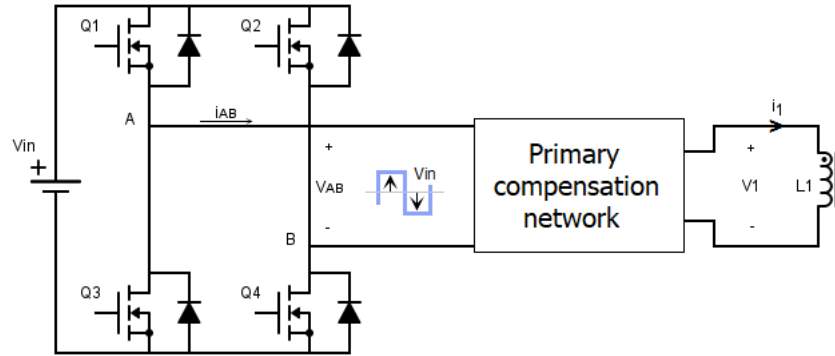 Q1
Q2
A
iAB
i1
Vin
+
+
VAB
-
Vin
Primary
compensation
network
+
V1
-
L1
B
Q3
Q4